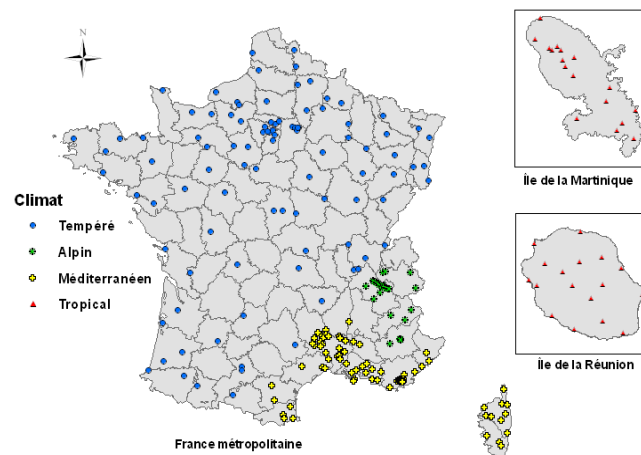 N
Climat
Tempéré
Alpin
Méditerranéen
Tropical
France métropolitaine
Île de la Martinique
Île de la Réunion